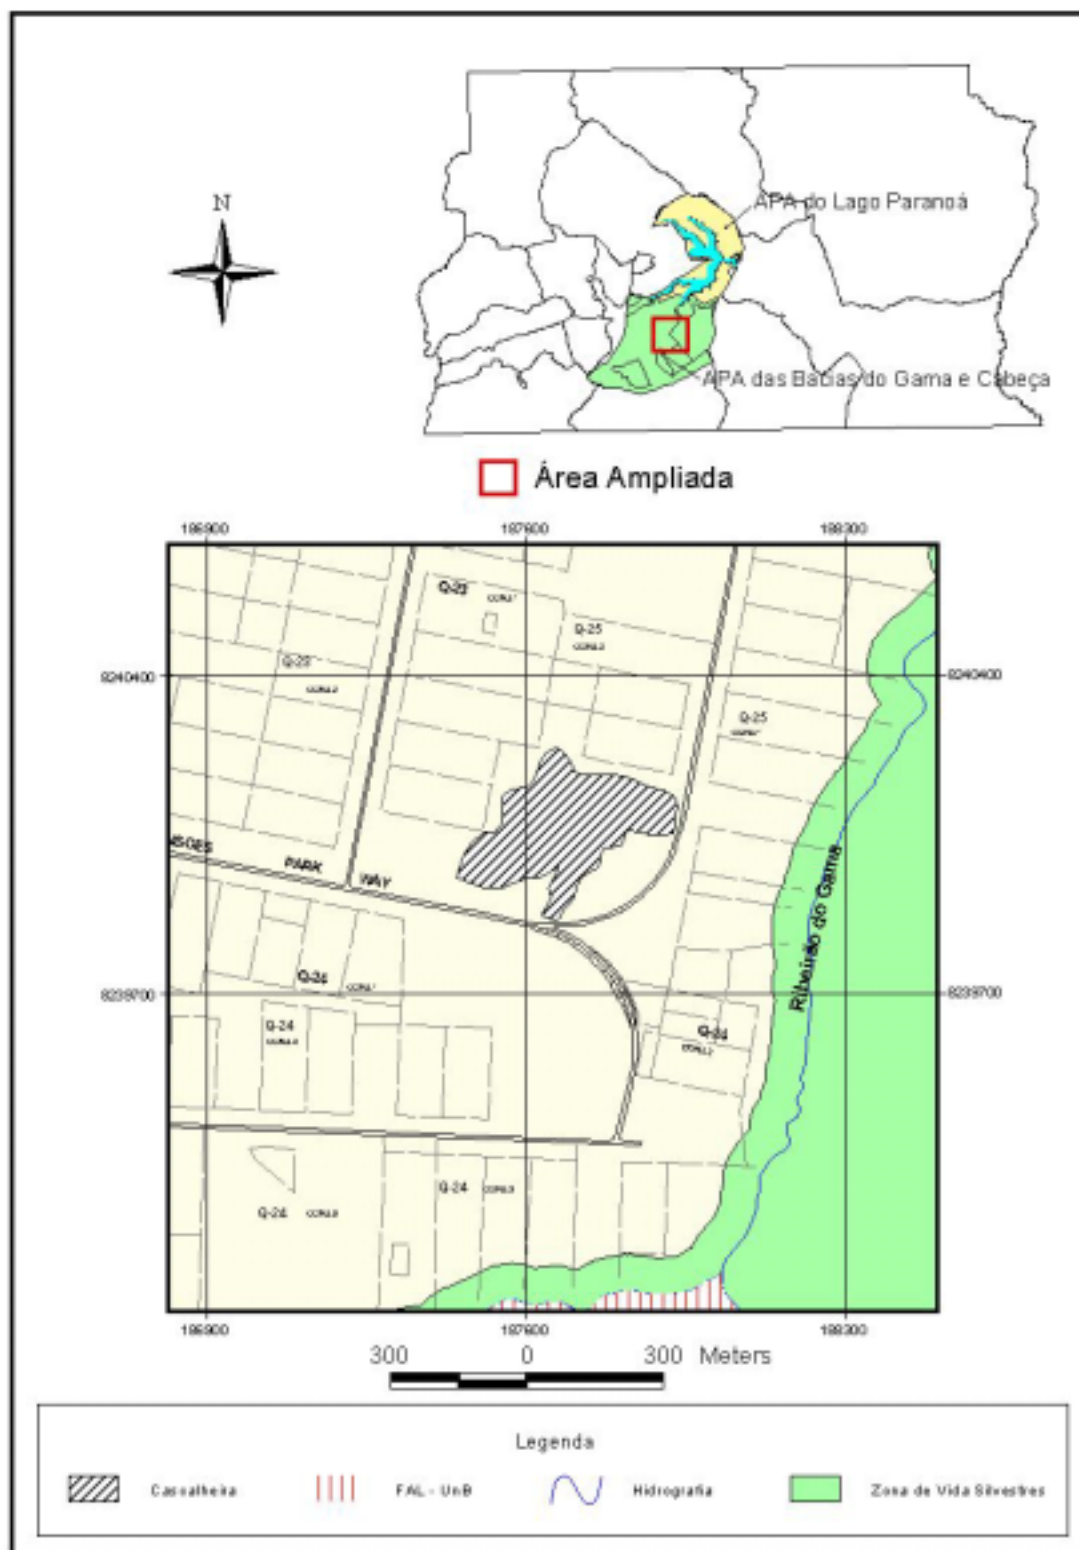 N
APA do Lago Paranoá
APA das Bacias do Gama e Cabeça
Área Ampliada
186900 187600 188300
Q-23
Q-25
Q-23
8240400 8240400
Q-25
PARK WAY
Ribeirão do Gama
Q-24
8239700 8239700
Q-24
Q-24
Q-24
Q-24
186900 187600 188300
300 0 300 Meters
Legenda
Cascalheira FAL - UnB Hidrografia Zona de Vida Silvestres